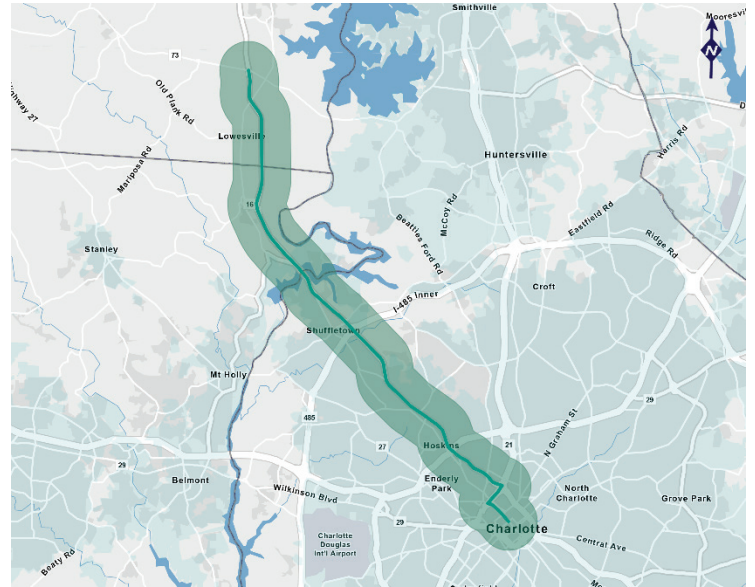 Smithville
Mooresv
N
73
Old Plank Rd
Highway 27
D
Lowesville
Harris Rd
Huntersville
Mariposa Rd
McCoy Rd
Beatties Ford Rd
16
Eastfield Rd
Stanley
Ridge Rd
Croft
I-485 Inner
Shuffletown
Mt Holly
29
485
21
N Graham St
Hoskins
27
29
Belmont
Enderly
Park
North
Charlotte
Grove Park
Wilkinson Blvd
29
Charlotte
Charlotte
Douglas
Int'l Airport
Central Ave
Beaty Rd